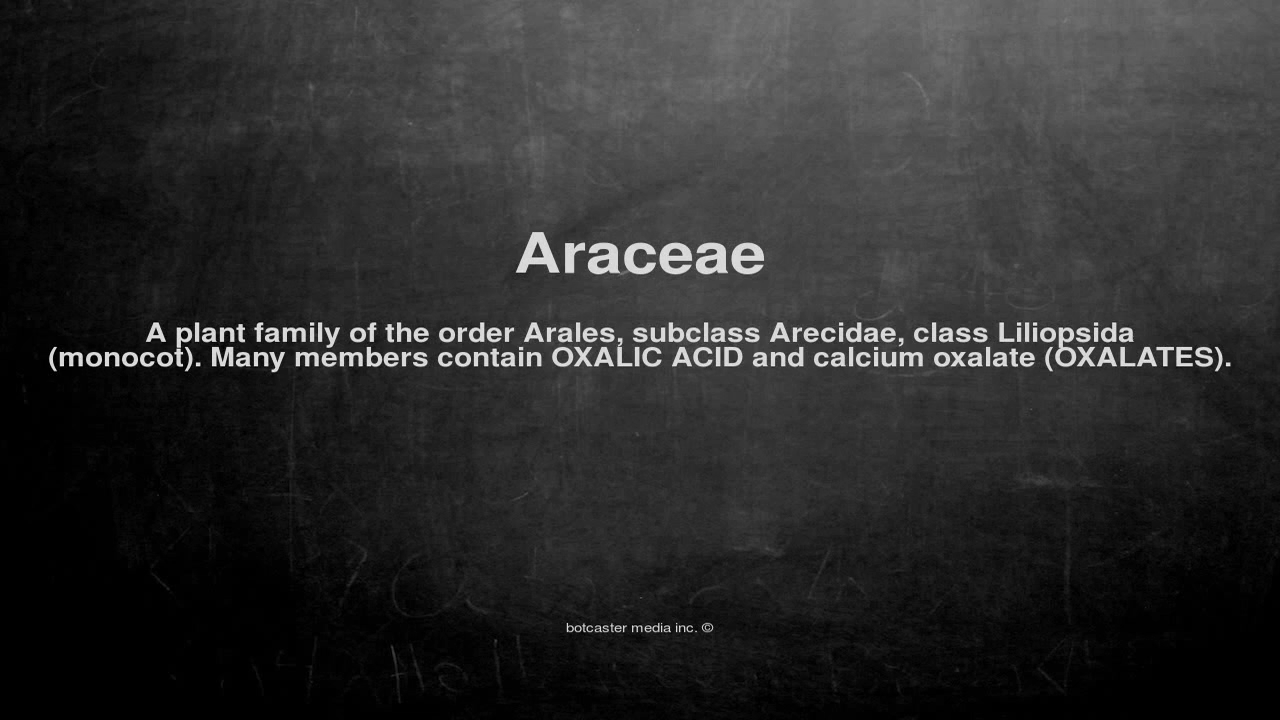 Araceae
A plant family of the order Arales, subclass Arecidae, class Liliopsida
(monocot). Many members contain OXALIC ACID and calcium oxalate (OXALATES).
botcaster media inc. ©